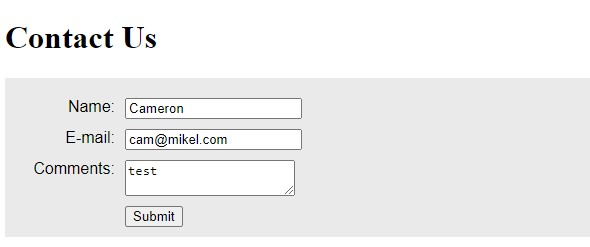 Contact Us
Name: Cameron
E-mail: cam@mikel.com
Comments: test
Submit